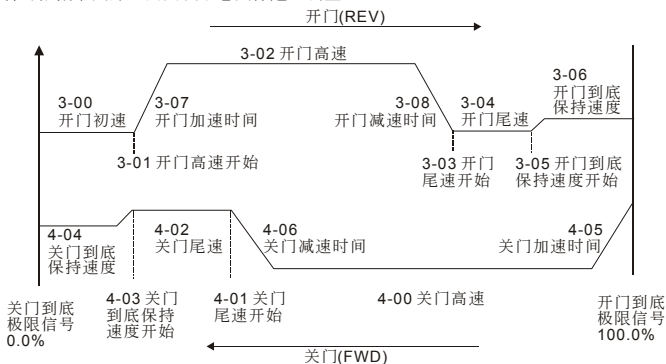 开门(REV)
3-02 开门高速
3-00
开门初速
3-07
开门加速时间
3-08
开门减速时间
3-04
开门尾速
3-06
开门到底
保持速度
3-01 开门高速开始
3-03 开门
尾速开始
3-05 开门到底
保持速度开始
4-04
关门到底
保持速度
4-02
关门尾速
4-06
关门减速时间
4-05
关门加速时间
关门到底
极限信号
0.0%
4-03 关门
到底保持
速度开始
4-01 关门
尾速开始
4-00 关门高速
开门到底
极限信号
100.0%
关门(FWD)